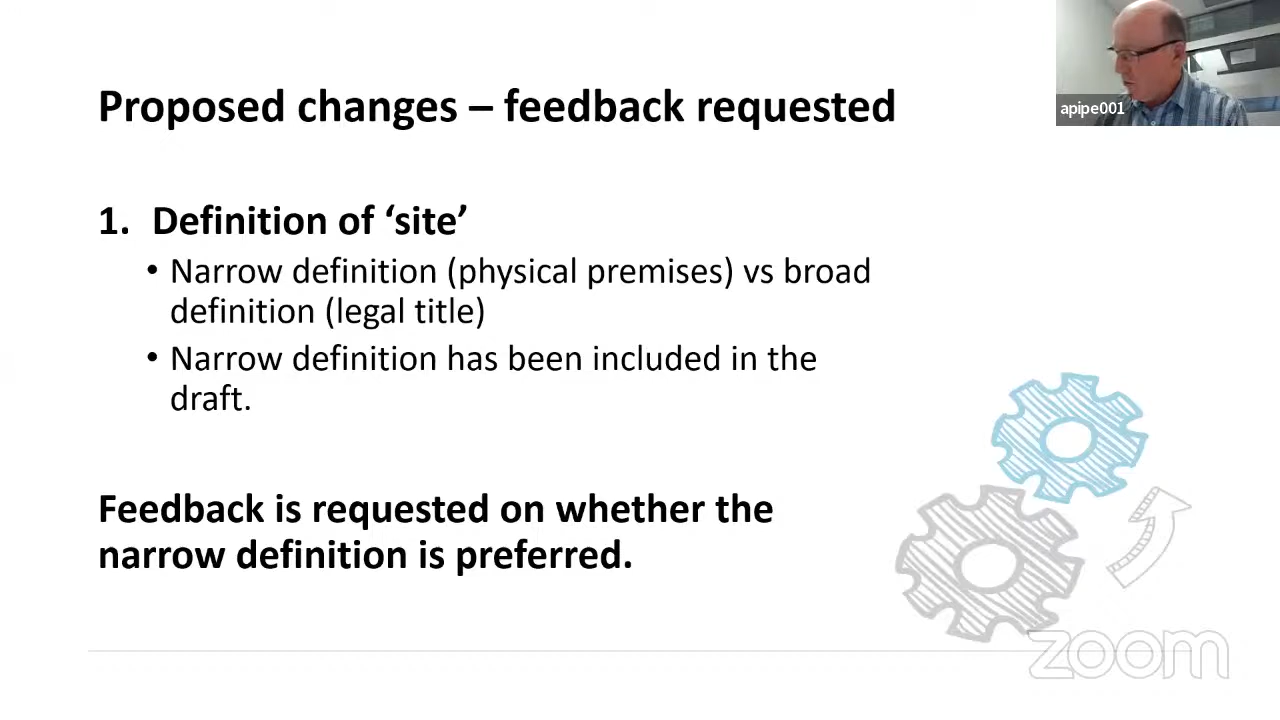 apipe001
Proposed changes – feedback requested
1. Definition of ‘site’
• Narrow definition (physical premises) vs broad
definition (legal title)
• Narrow definition has been included in the
draft.
Feedback is requested on whether the
narrow definition is preferred.
zoom